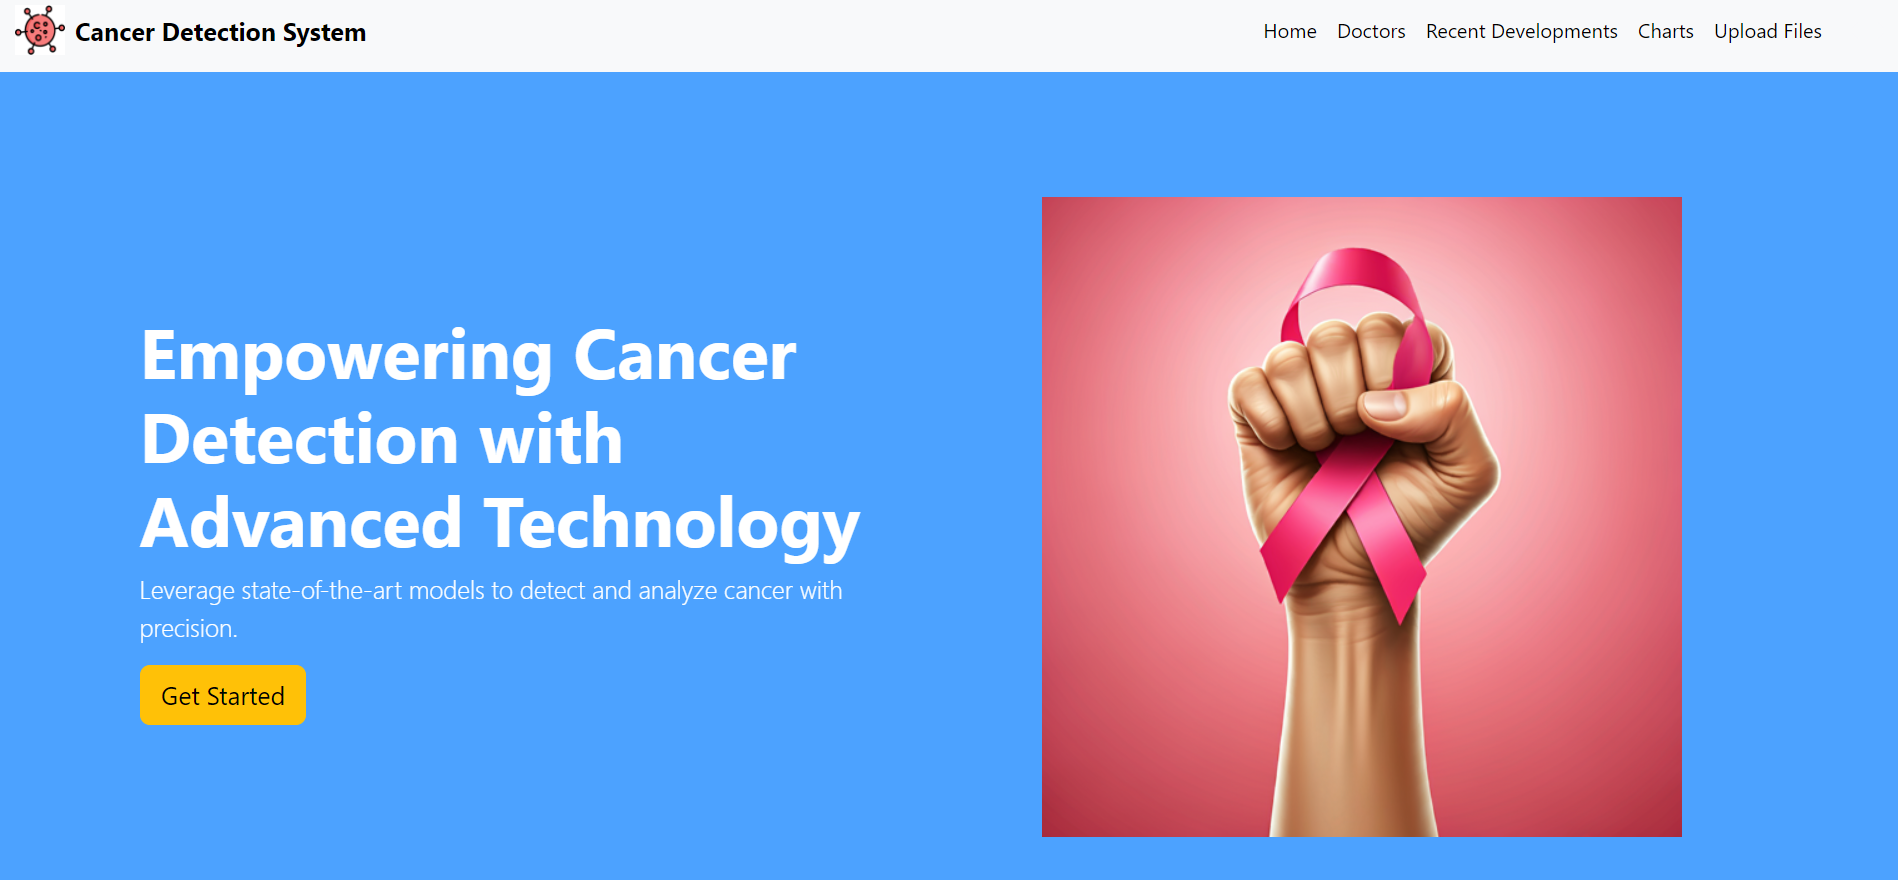 Cancer Detection System
Home Doctors Recent Developments Charts Upload Files
Empowering Cancer
Detection with
Advanced Technology
Leverage state-of-the-art models to detect and analyze cancer with
precision.
Get Started